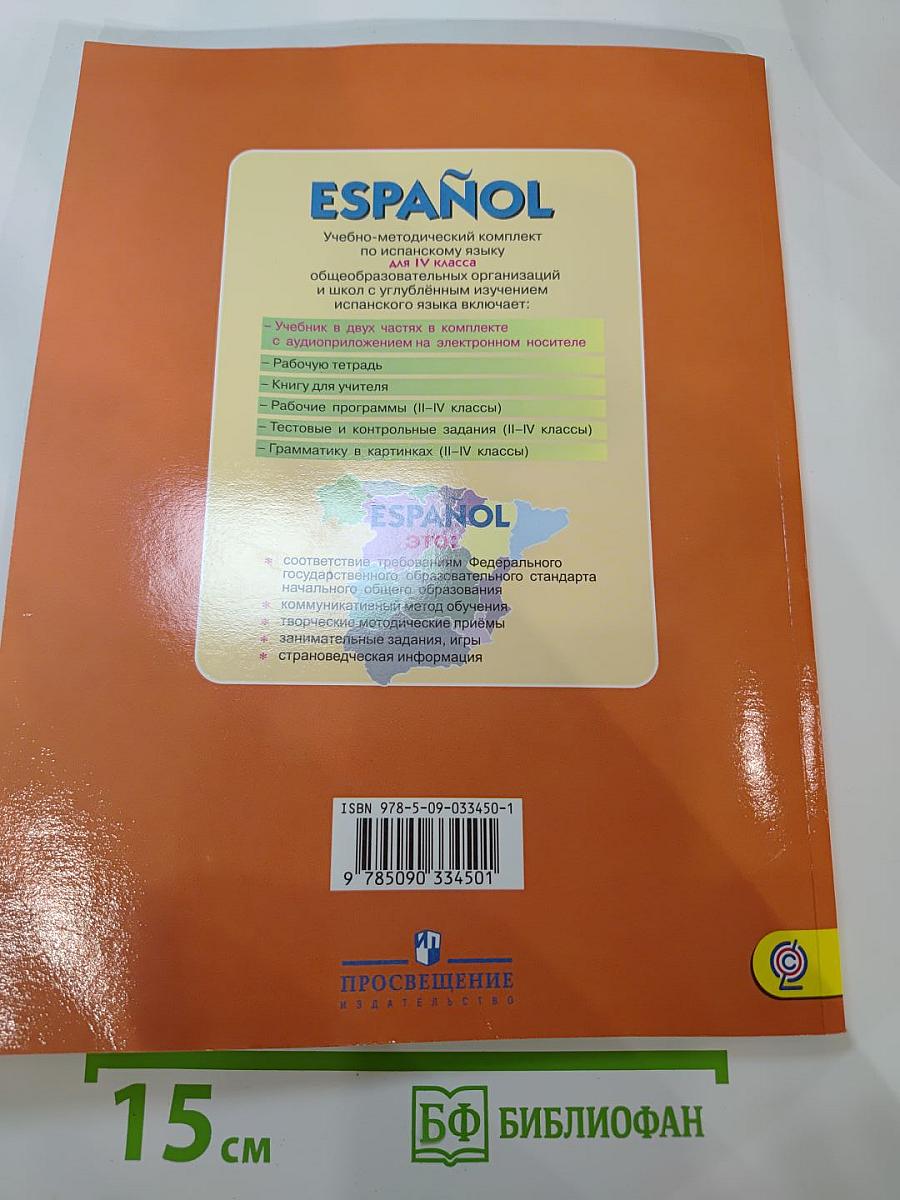 ESPAÑOL
Учебно-методический комплект
по испанскому языку
для IV класса
общеобразовательных организаций
и школ с углублённым изучением
испанского языка включает:
– Учебник в двух частях в комплекте
с аудиоприложением на электронном носителе
– Рабочую тетрадь
– Книгу для учителя
– Рабочие программы (II–IV классы)
– Тестовые и контрольные задания (II–IV классы)
– Грамматику в картинках (II–IV классы)
ESPAÑOL
ЭТО:
* соответствие требованиям Федерального
государственного образовательного стандарта
начального общего образования
* коммуникативный метод обучения
* творческие методические приёмы
* занимательные задания, игры
* страноведческая информация
ISBN 978-5-09-033450-1
9 785090 334501
ИП
ПРОСВЕЩЕНИЕ
ИЗДАТЕЛЬСТВО
15 см
БФ БИБЛИОФАН